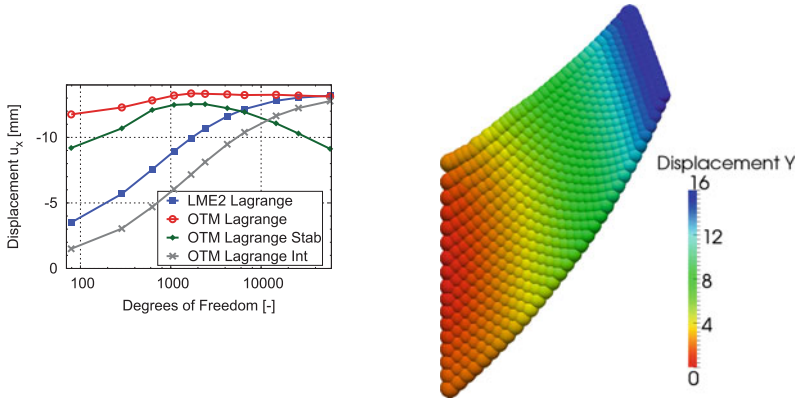 Displacement uₓ [mm]
-10
-5
0
LME2 Lagrange
OTM Lagrange
OTM Lagrange Stab
OTM Lagrange Int
100 1000 10000
Degrees of Freedom [-]
Displacement Y
16
12
8
4
0